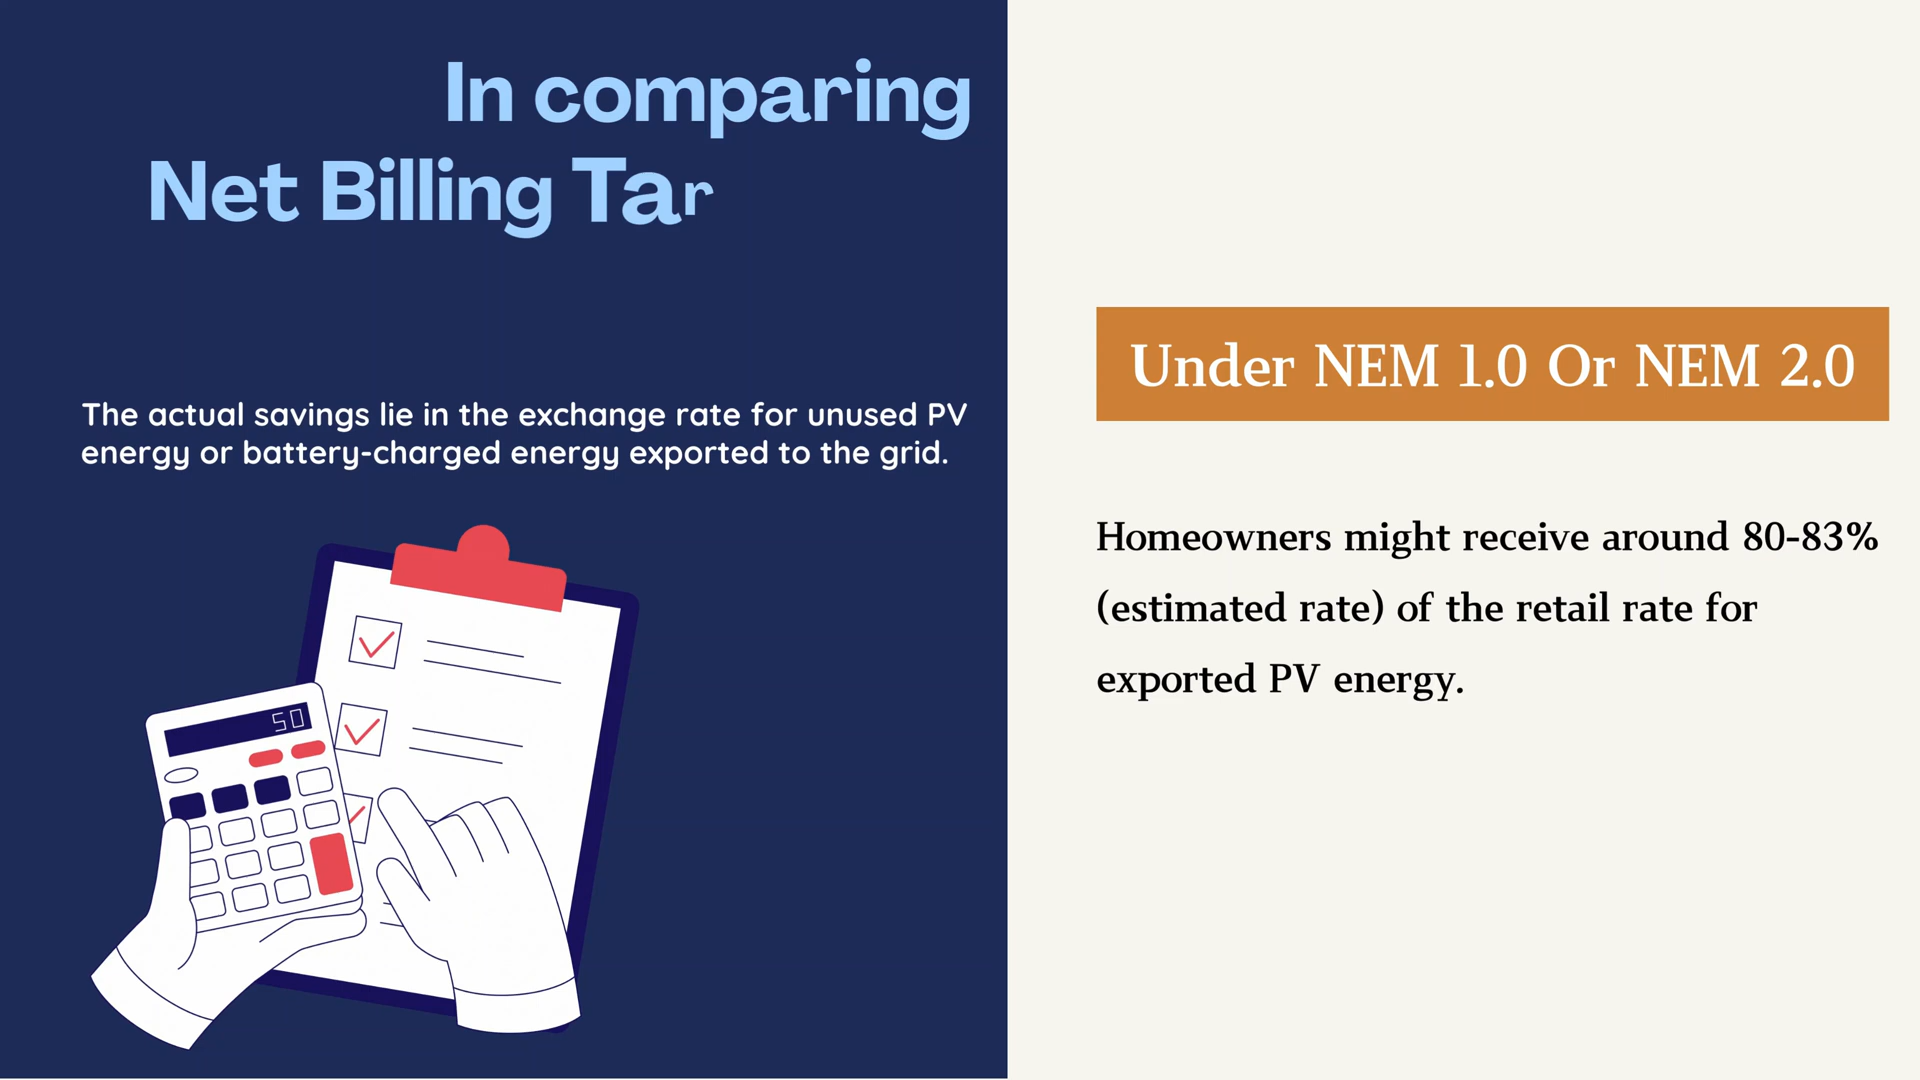 In comparing
Net Billing Tar
The actual savings lie in the exchange rate for unused PV
energy or battery-charged energy exported to the grid.
50
Under NEM 1.0 Or NEM 2.0
Homeowners might receive around 80-83%
(estimated rate) of the retail rate for
exported PV energy.